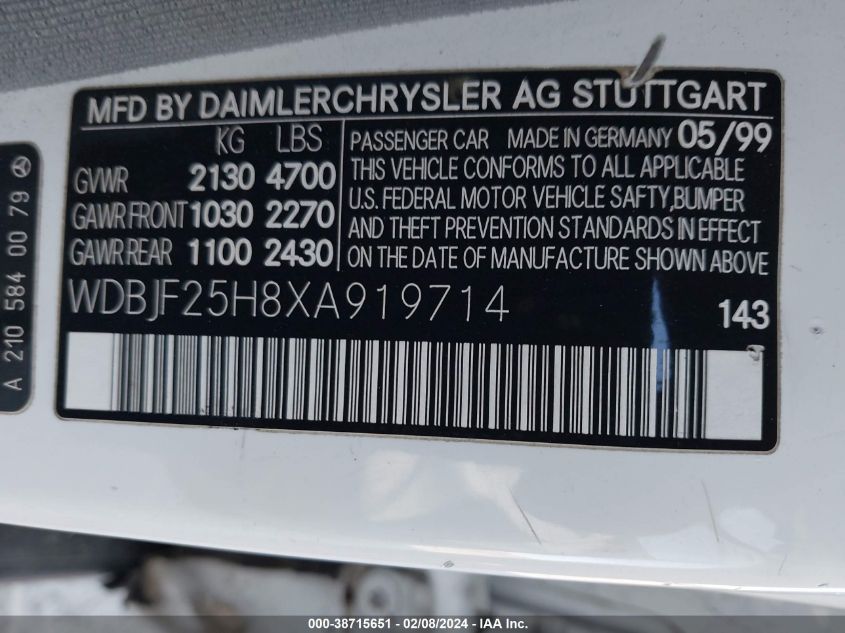 MFD BY DAIMLERCHRYSLER AG STUTTGART
KG LBS
GVWR 2130 4700
GAWR FRONT 1030 2270
GAWR REAR 1100 2430
PASSENGER CAR MADE IN GERMANY 05/99
THIS VEHICLE CONFORMS TO ALL APPLICABLE
U.S. FEDERAL MOTOR VEHICLE SAFTY,BUMPER
AND THEFT PREVENTION STANDARDS IN EFFECT
ON THE DATE OF MANUFACTURE SHOWN ABOVE
WDBJF25H8XA919714
143
A 210 584 00 79
000-38715651 - 02/08/2024 - IAA Inc.